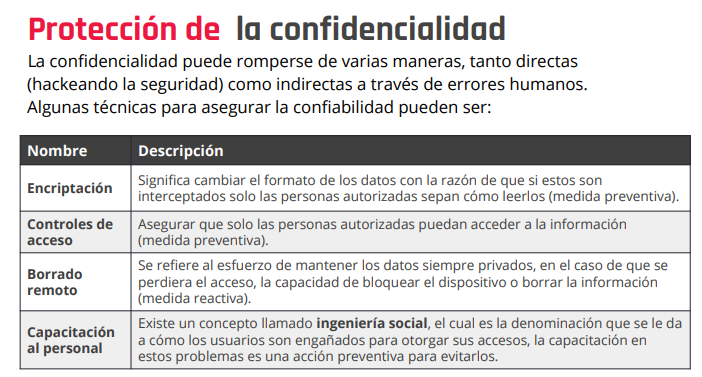 Protección de la confidencialidad
La confidencialidad puede romperse de varias maneras, tanto directas
(hackeando la seguridad) como indirectas a través de errores humanos.
Algunas técnicas para asegurar la confiabilidad pueden ser:
Nombre Descripción
Encriptación
Significa cambiar el formato de los datos con la razón de que si estos son
interceptados solo las personas autorizadas sepan cómo leerlos (medida preventiva).
Controles de
acceso
Asegurar que solo las personas autorizadas puedan acceder a la información
(medida preventiva).
Borrado
remoto
Se refiere al esfuerzo de mantener los datos siempre privados, en el caso de que se
perdiera el acceso, la capacidad de bloquear el dispositivo o borrar la información
(medida reactiva).
Capacitación
al personal
Existe un concepto llamado ingeniería social, el cual es la denominación que se le da
a cómo los usuarios son engañados para otorgar sus accesos, la capacitación en
estos problemas es una acción preventiva para evitarlos.